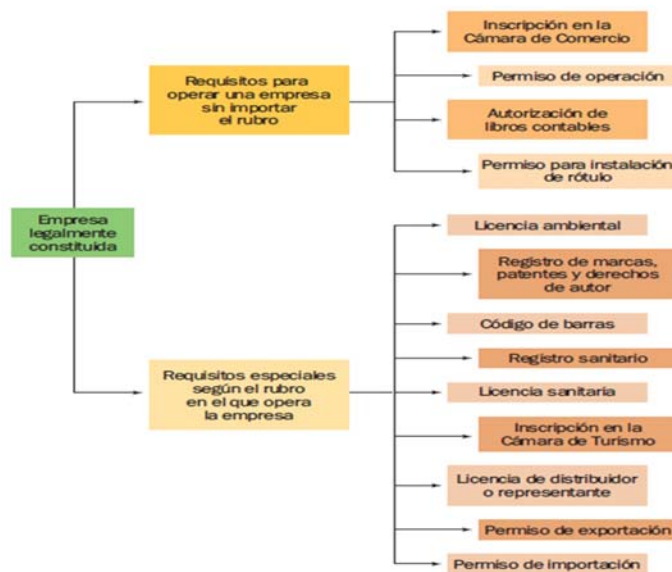 Empresa
legalmente
constituida
Requisitos para
operar una empresa
sin importar
el rubro
Inscripción en la
Cámara de Comercio
Permiso de operación
Autorización de
libros contables
Permiso para instalación
de rótulo
Requisitos especiales
según el rubro
en el que opera
la empresa
Licencia ambiental
Registro de marcas,
patentes y derechos
de autor
Código de barras
Registro sanitario
Licencia sanitaria
Inscripción en la
Cámara de Turismo
Licencia de distribuidor
o representante
Permiso de exportación
Permiso de importación